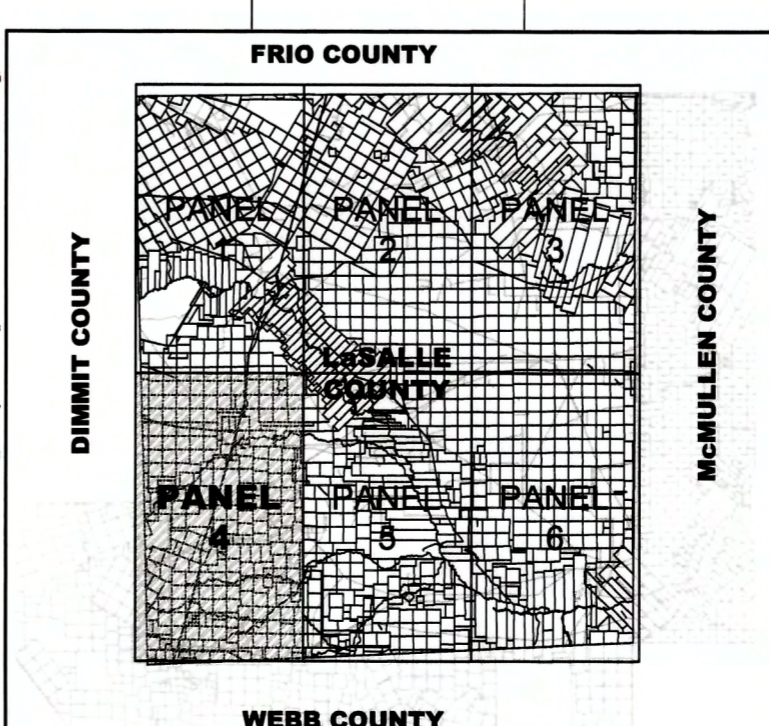 FRIO COUNTY
PANEL
1
PANEL
2
PANEL
3
DIMMIT COUNTY
McMULLEN COUNTY
LaSALLE
COUNTY
PANEL
4
PANEL
5
PANEL
6
WEBB COUNTY